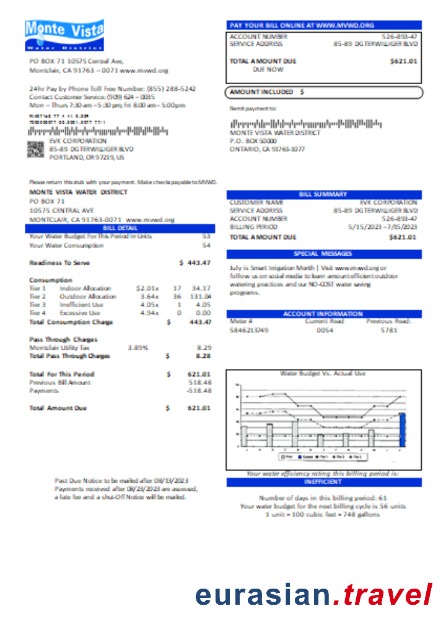 Monte Vista
Water District
PO BOX 71 10575 Central Ave,
Montclair, CA 91763 – 0071 www.mvwd.org
24hr Pay by Phone Toll Free Number: (855) 288-5242
Contact Customer Service: (909) 624 – 0035
Mon – Thurs 7:30 am – 5:30 pm; Fri 8:00 am – 5:00pm
EVK CORPORATION
85-89 DGTERWILLIGER BLVD
PORTLAND, OR 97219, US
PAY YOUR BILL ONLINE AT WWW.MVWD.ORG
ACCOUNT NUMBER 526-893-47
SERVICE ADDRESS 85-89 DGTERWILLIGER BLVD
TOTAL AMOUNT DUE $621.01
DUE NOW
AMOUNT INCLUDED $
Remit payment to:
MONTE VISTA WATER DISTRICT
P.O. BOX 50000
ONTARIO, CA 91761-1077
Please return this stub with your payment. Make checks payable to MVWD.
MONTE VISTA WATER DISTRICT
PO BOX 71
10575 CENTRAL AVE
MONTCLAIR, CA 91763-0071 www.mvwd.org
BILL DETAIL
Your Water Budget For This Period in Units 53
Your Water Consumption 54
Readiness To Serve $ 443.47
Consumption
Tier 1 Indoor Allocation $2.01x 17 34.17
Tier 2 Outdoor Allocation 3.64x 36 131.04
Tier 3 Inefficient Use 4.05x 1 4.05
Tier 4 Excessive Use 4.94x 0 0.00
Total Consumption Charge $ 443.47
Pass Through Charges
Montclair Utility Tax 3.89% 8.29
Total Pass Through Charges $ 8.28
Total For This Period $ 621.01
Previous Bill Amount 518.48
Payments -518.48
Total Amount Due $ 621.01
Past Due Notice to be mailed after 08/13/2023
Payments received after 08/23/2023 are assessed,
a late fee and a shut-Off Notice will be mailed.
BILL SUMMARY
CUSTOMER NAME EVK CORPORATION
SERVICE ADDRESS 85-89 DGTERWILLIGER BLVD
ACCOUNT NUMBER 526-893-47
BILLING PERIOD 5/15/2023 -7/15/2023
TOTAL AMOUNT DUE $621.01
SPECIAL MESSAGES
July is Smart Irrigation Month | Visit www.mwd.org or
follow us on social media to learn amount efficient outdoor
watering practices and our NO-COST water saving
programs.
ACCOUNT INFORMATION
Meter # Current Read Previous Read:
5846213749 0054 5781
Water Budget Vs. Actual Use
Your water efficiency rating this billing period is:
INEFFICIENT
Number of days in this billing period: 61
Your water budget for the next billing cycle is 56 units
1 unit = 100 cubic feet = 748 gallons
eurasian.travel